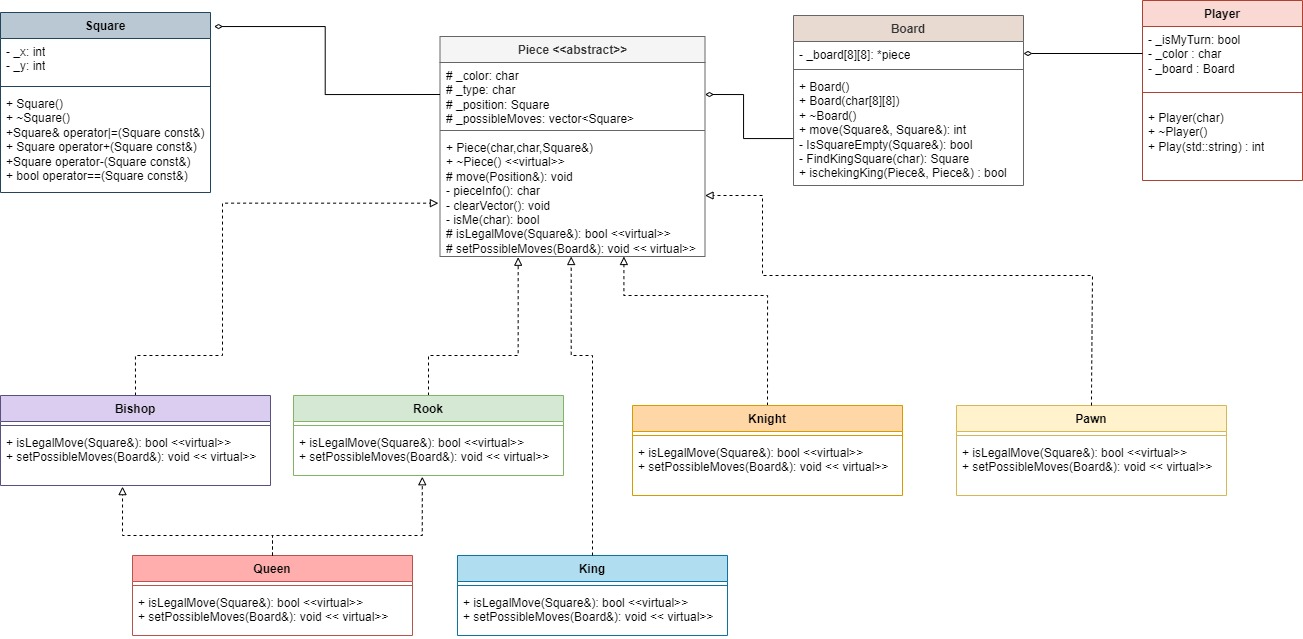 Square
- _x: int
- _y: int
+ Square()
+ ~Square()
+Square& operator|=(Square const&)
+ Square operator+(Square const&)
+Square operator-(Square const&)
+ bool operator==(Square const&)
Piece <<abstract>>
# _color: char
# _type: char
# _position: Square
# _possibleMoves: vector<Square>
+ Piece(char,char,Square&)
+ ~Piece() <<virtual>>
# move(Position&): void
- pieceInfo(): char
- clearVector(): void
- isMe(char): bool
# isLegalMove(Square&): bool <<virtual>>
# setPossibleMoves(Board&): void << virtual>>
Board
- _board[8][8]: *piece
+ Board()
+ Board(char[8][8])
+ ~Board()
+ move(Square&, Square&): int
- IsSquareEmpty(Square&): bool
- FindKingSquare(char): Square
+ ischekingKing(Piece&, Piece&) : bool
Player
- _isMyTurn: bool
- _color : char
- _board : Board
+ Player(char)
+ ~Player()
+ Play(std::string) : int
Bishop
+ isLegalMove(Square&): bool <<virtual>>
+ setPossibleMoves(Board&): void << virtual>>
Rook
+ isLegalMove(Square&): bool <<virtual>>
+ setPossibleMoves(Board&): void << virtual>>
Knight
+ isLegalMove(Square&): bool <<virtual>>
+ setPossibleMoves(Board&): void << virtual>>
Pawn
+ isLegalMove(Square&): bool <<virtual>>
+ setPossibleMoves(Board&): void << virtual>>
Queen
+ isLegalMove(Square&): bool <<virtual>>
+ setPossibleMoves(Board&): void << virtual>>
King
+ isLegalMove(Square&): bool <<virtual>>
+ setPossibleMoves(Board&): void << virtual>>